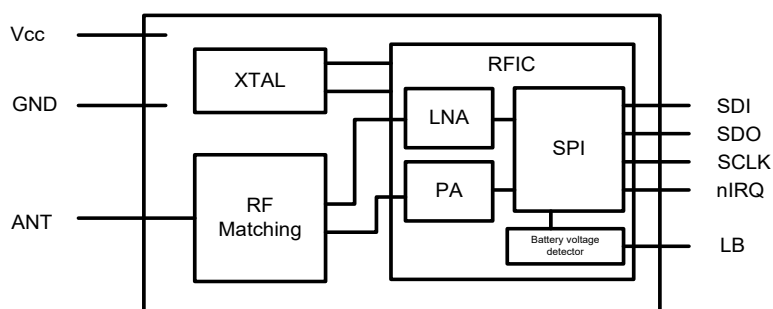 Vcc
GND
ANT
XTAL
RF
Matching
RFIC
LNA
PA
SPI
Battery voltage
detector
SDI
SDO
SCLK
nIRQ
LB